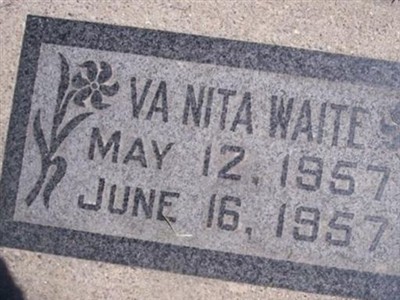 VA NITA WAITE
MAY 12, 1957
JUNE 16, 1957